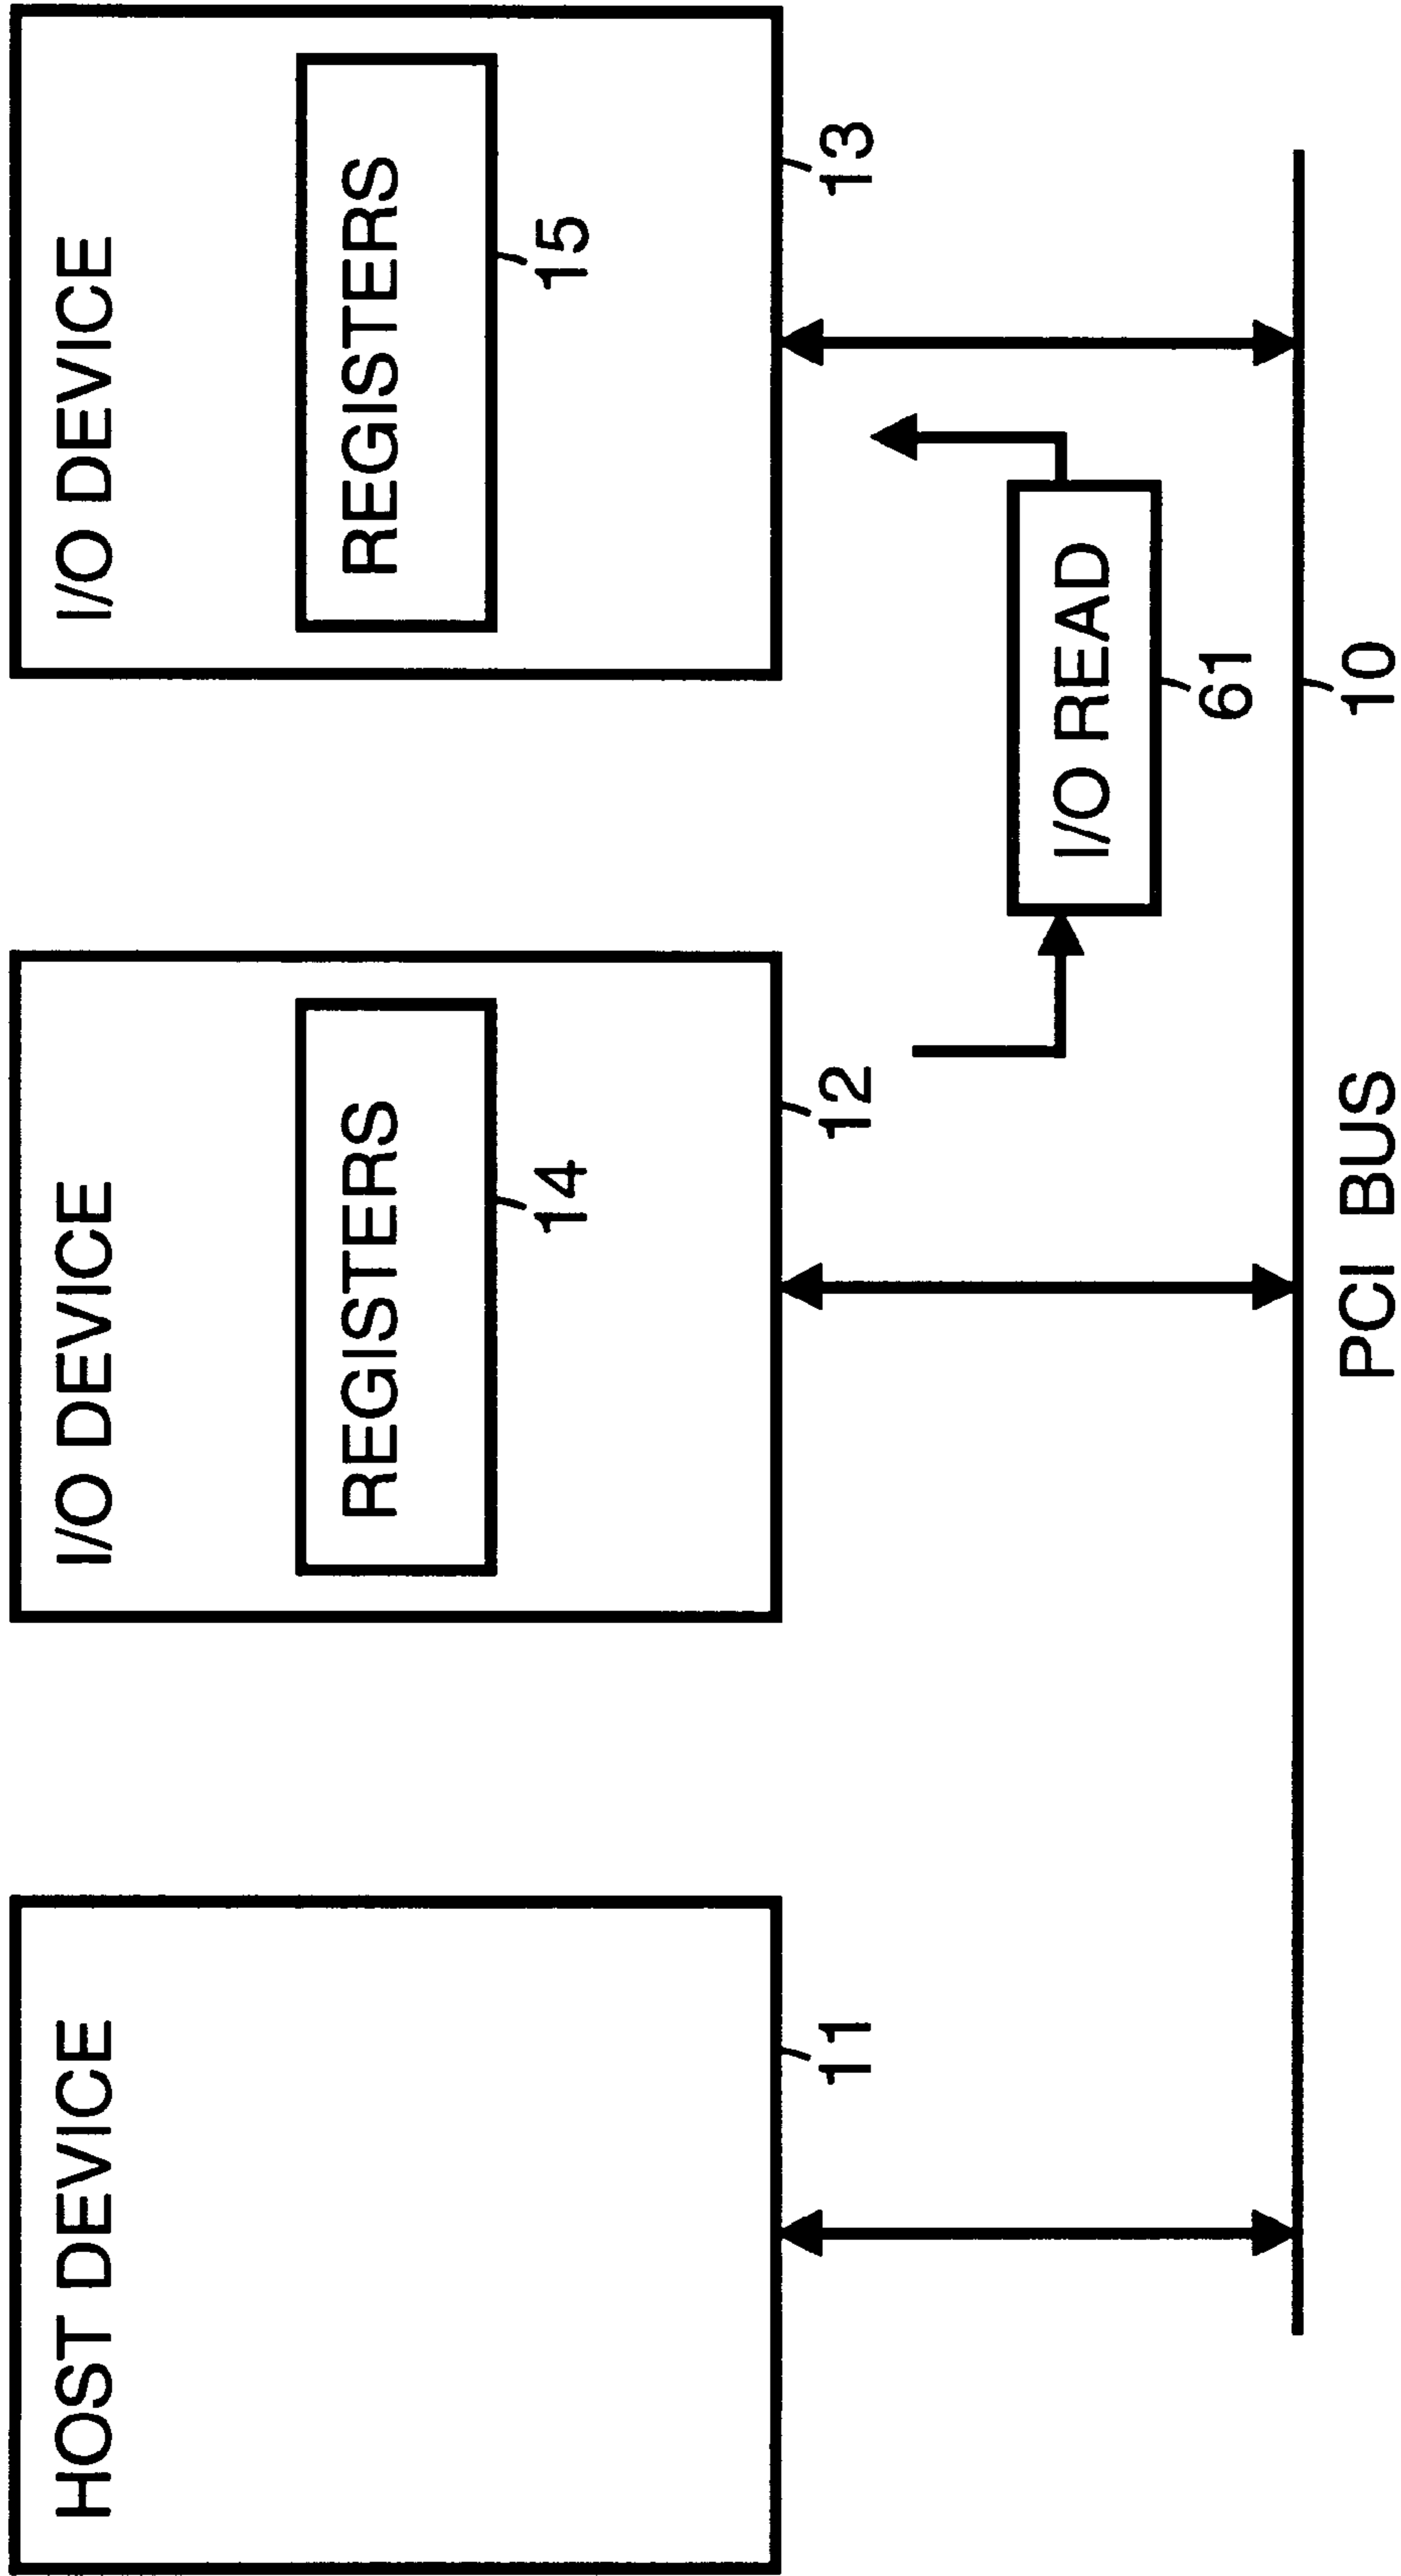 HOST DEVICE
11
I/O DEVICE
REGISTERS
14
12
I/O DEVICE
REGISTERS
15
13
I/O READ
61
10
PCI BUS